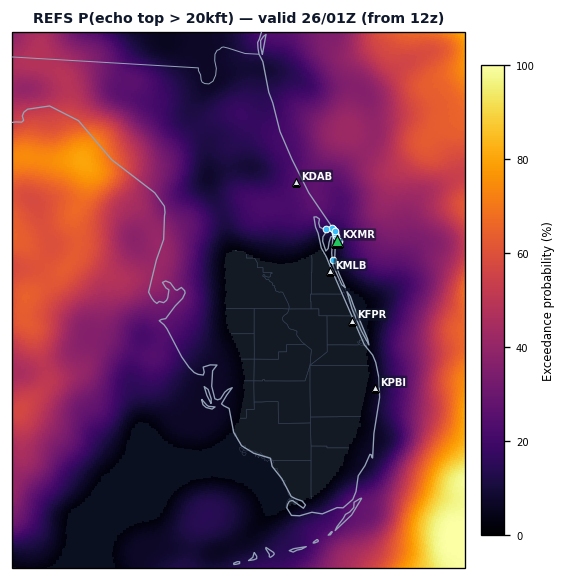 REFS P(echo top > 20kft) — valid 26/01Z (from 12z)
KDAB
KXMR
KMLB
KFPR
KPBI
100
80
60
40
20
0
Exceedance probability (%)